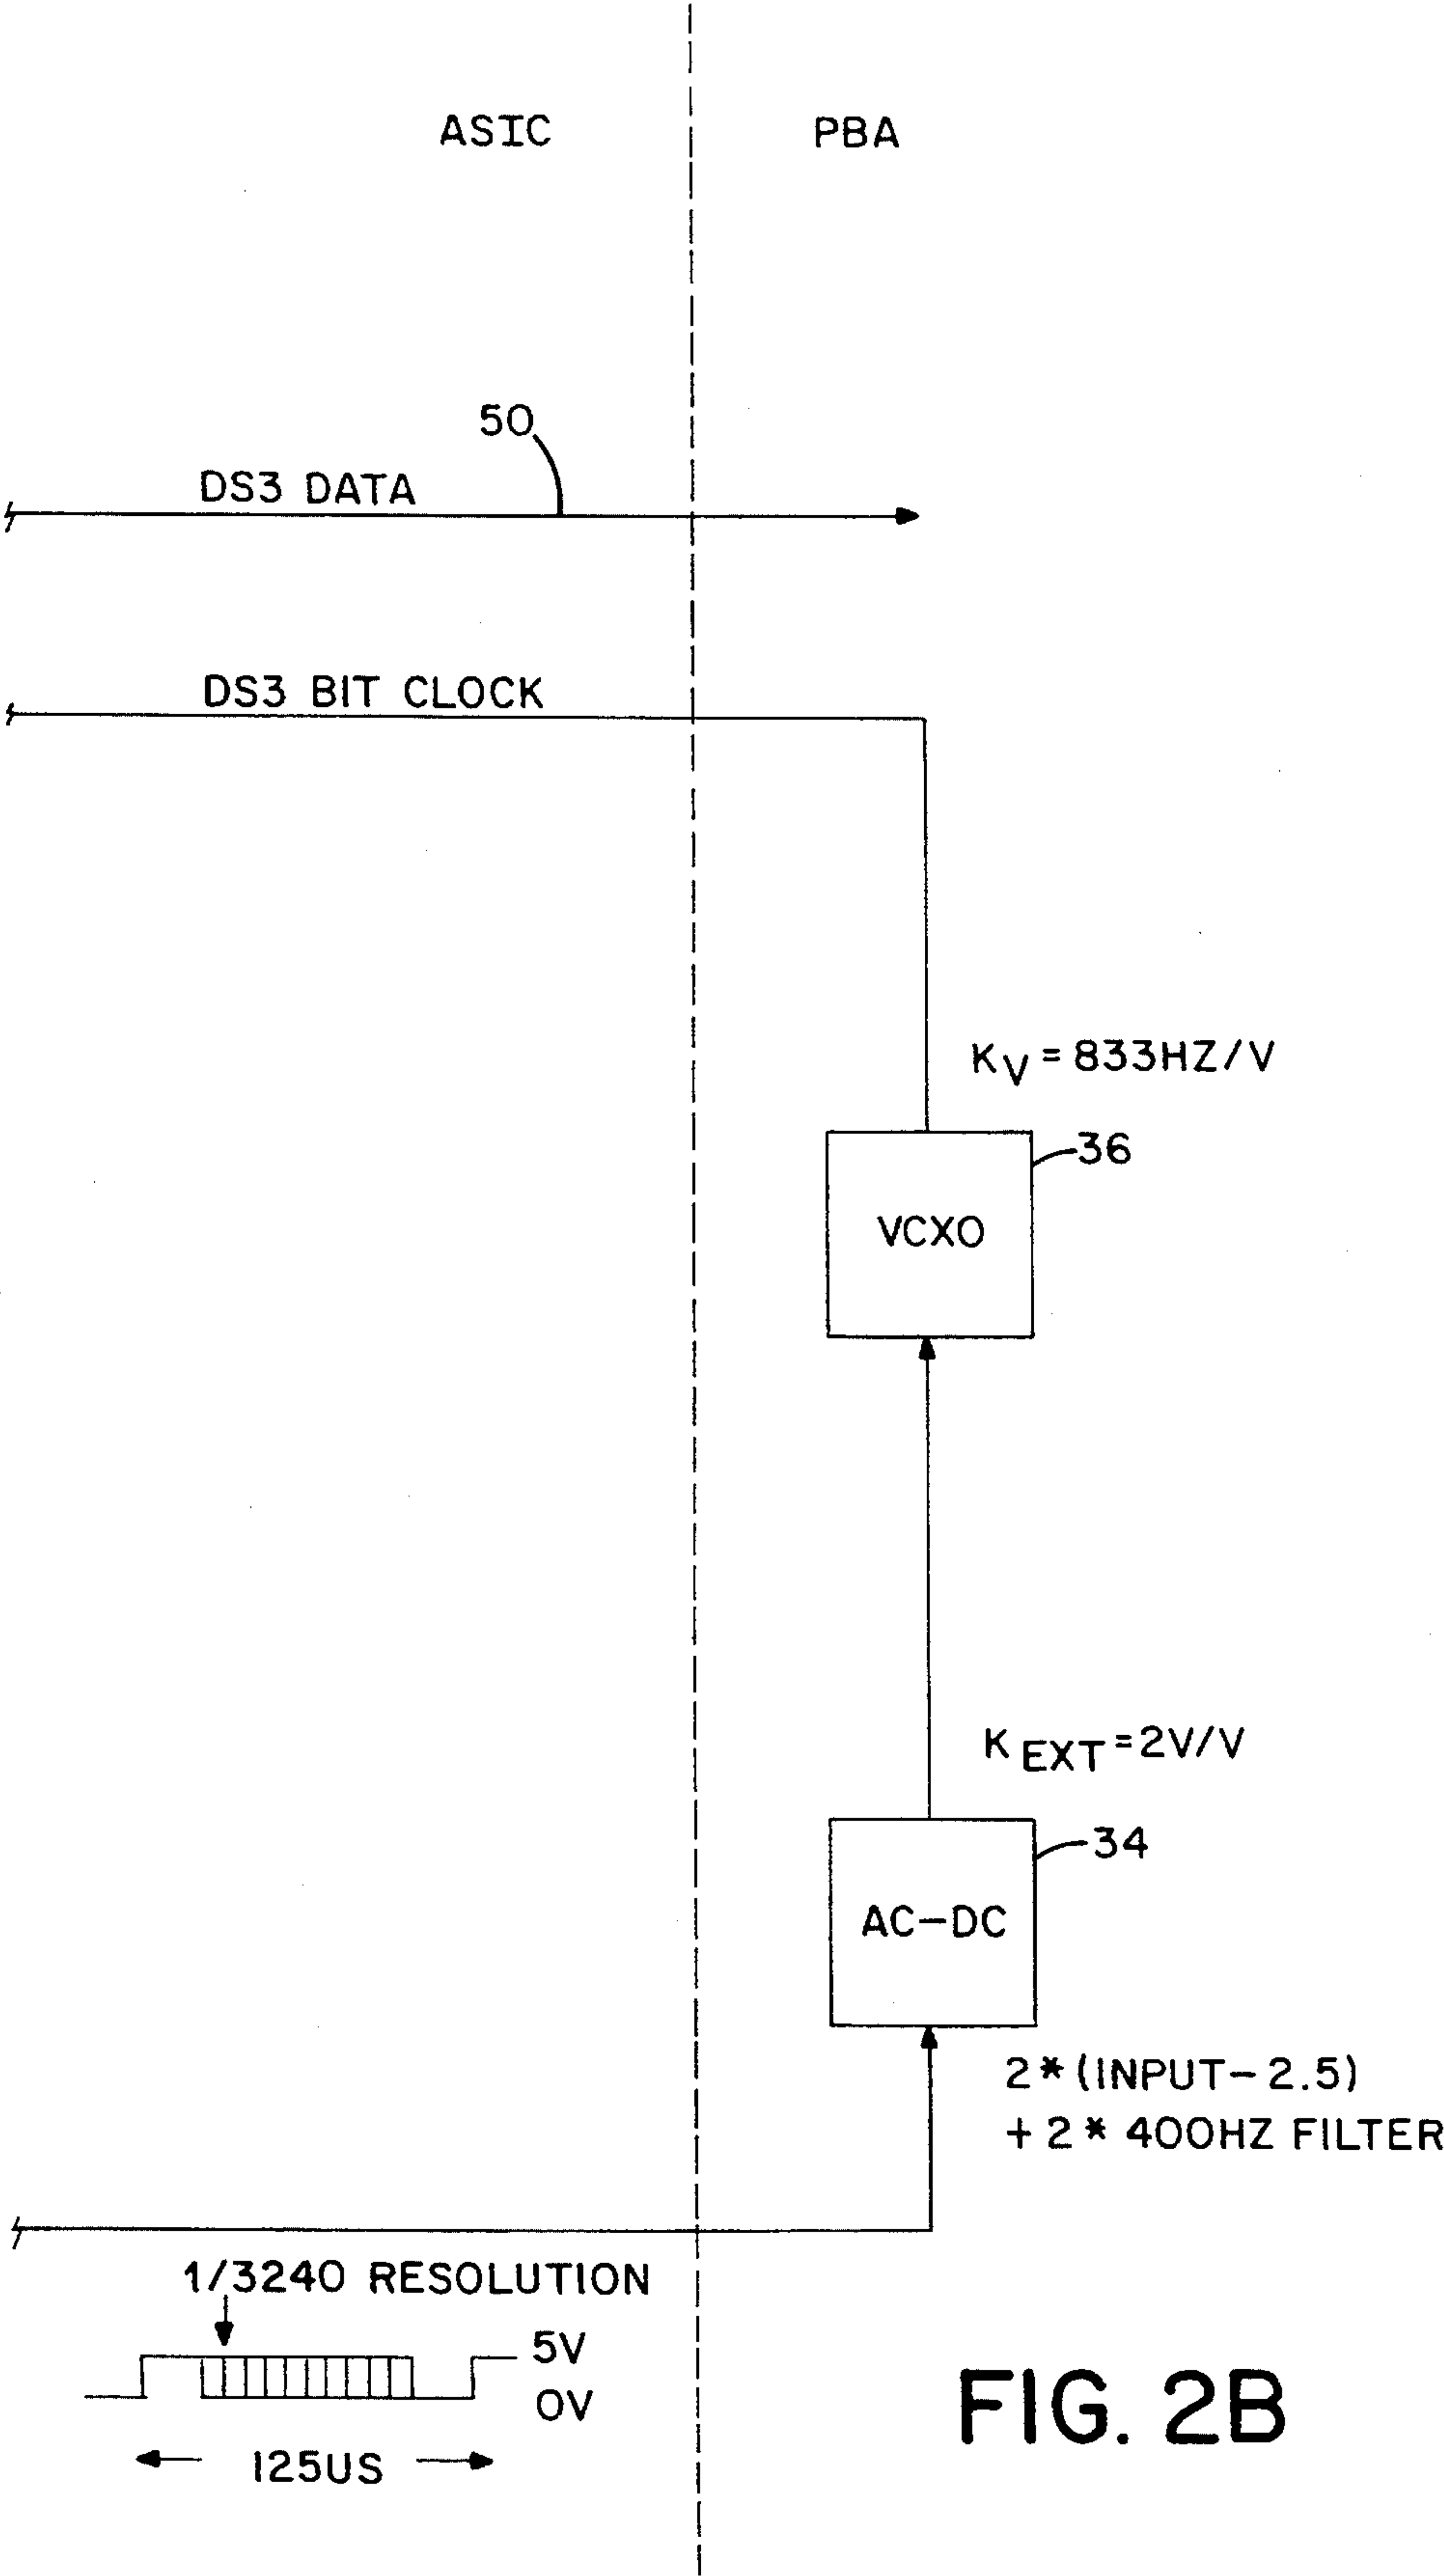 ASIC
PBA
50
DS3 DATA
DS3 BIT CLOCK
KV = 833HZ/V
36
VCXO
K EXT = 2V/V
34
AC-DC
2 * (INPUT - 2.5)
+ 2 * 400HZ FILTER
1/3240 RESOLUTION
5V
0V
125US
FIG. 2B